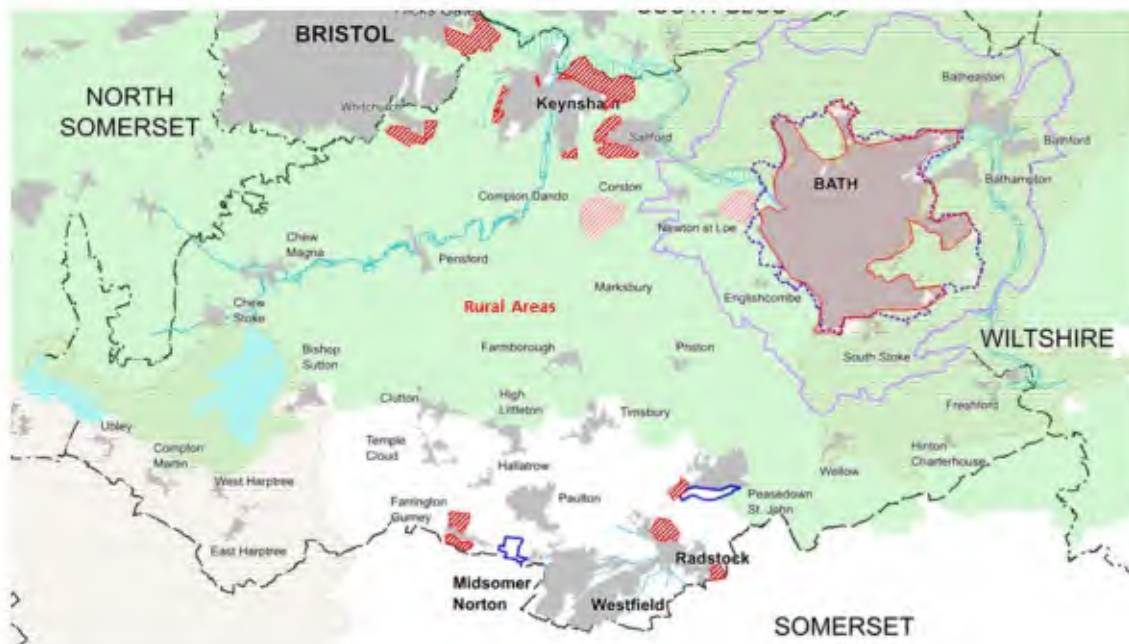 BRISTOL
NORTH
SOMERSET
Whitchurch
Keynsham
Saltford
Batheaston
Bathford
Bathampton
BATH
Corston
Compton Dando
Newton st Loe
Chew
Magna
Pensford
Marksbury
Englishcombe
Chew
Stoke
Rural Areas
WILTSHIRE
Bishop
Sutton
Farmborough
Priston
South Stoke
Freshford
Clutton
High
Littleton
Timsbury
Ubley
Compton
Martin
Temple
Cloud
Hallatrow
Wellow
Hinton
Charterhouse
West Harptree
Farrington
Gurney
Paulton
Peasedown
St. John
East Harptree
Radstock
Midsomer
Norton
Westfield
SOMERSET